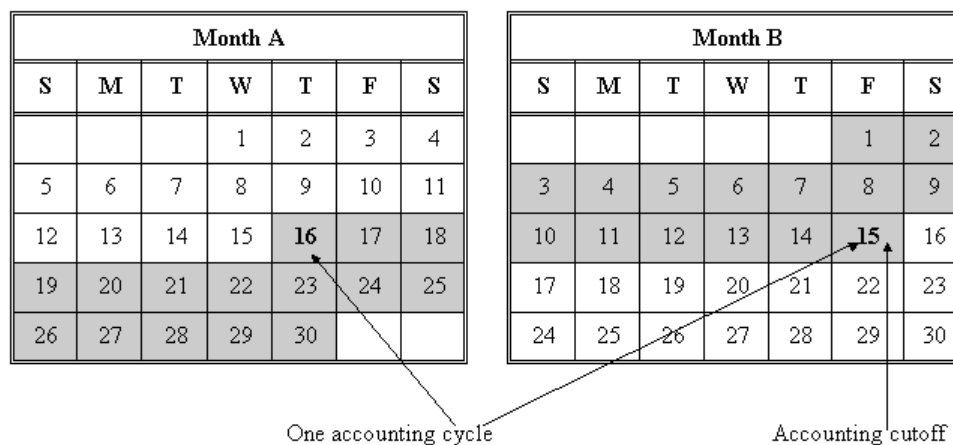 Month A
S M T W T F S
1 2 3 4
5 6 7 8 9 10 11
12 13 14 15 16 17 18
19 20 21 22 23 24 25
26 27 28 29 30
Month B
S M T W T F S
1 2
3 4 5 6 7 8 9
10 11 12 13 14 15 16
17 18 19 20 21 22 23
24 25 26 27 28 29 30
One accounting cycle
Accounting cutoff